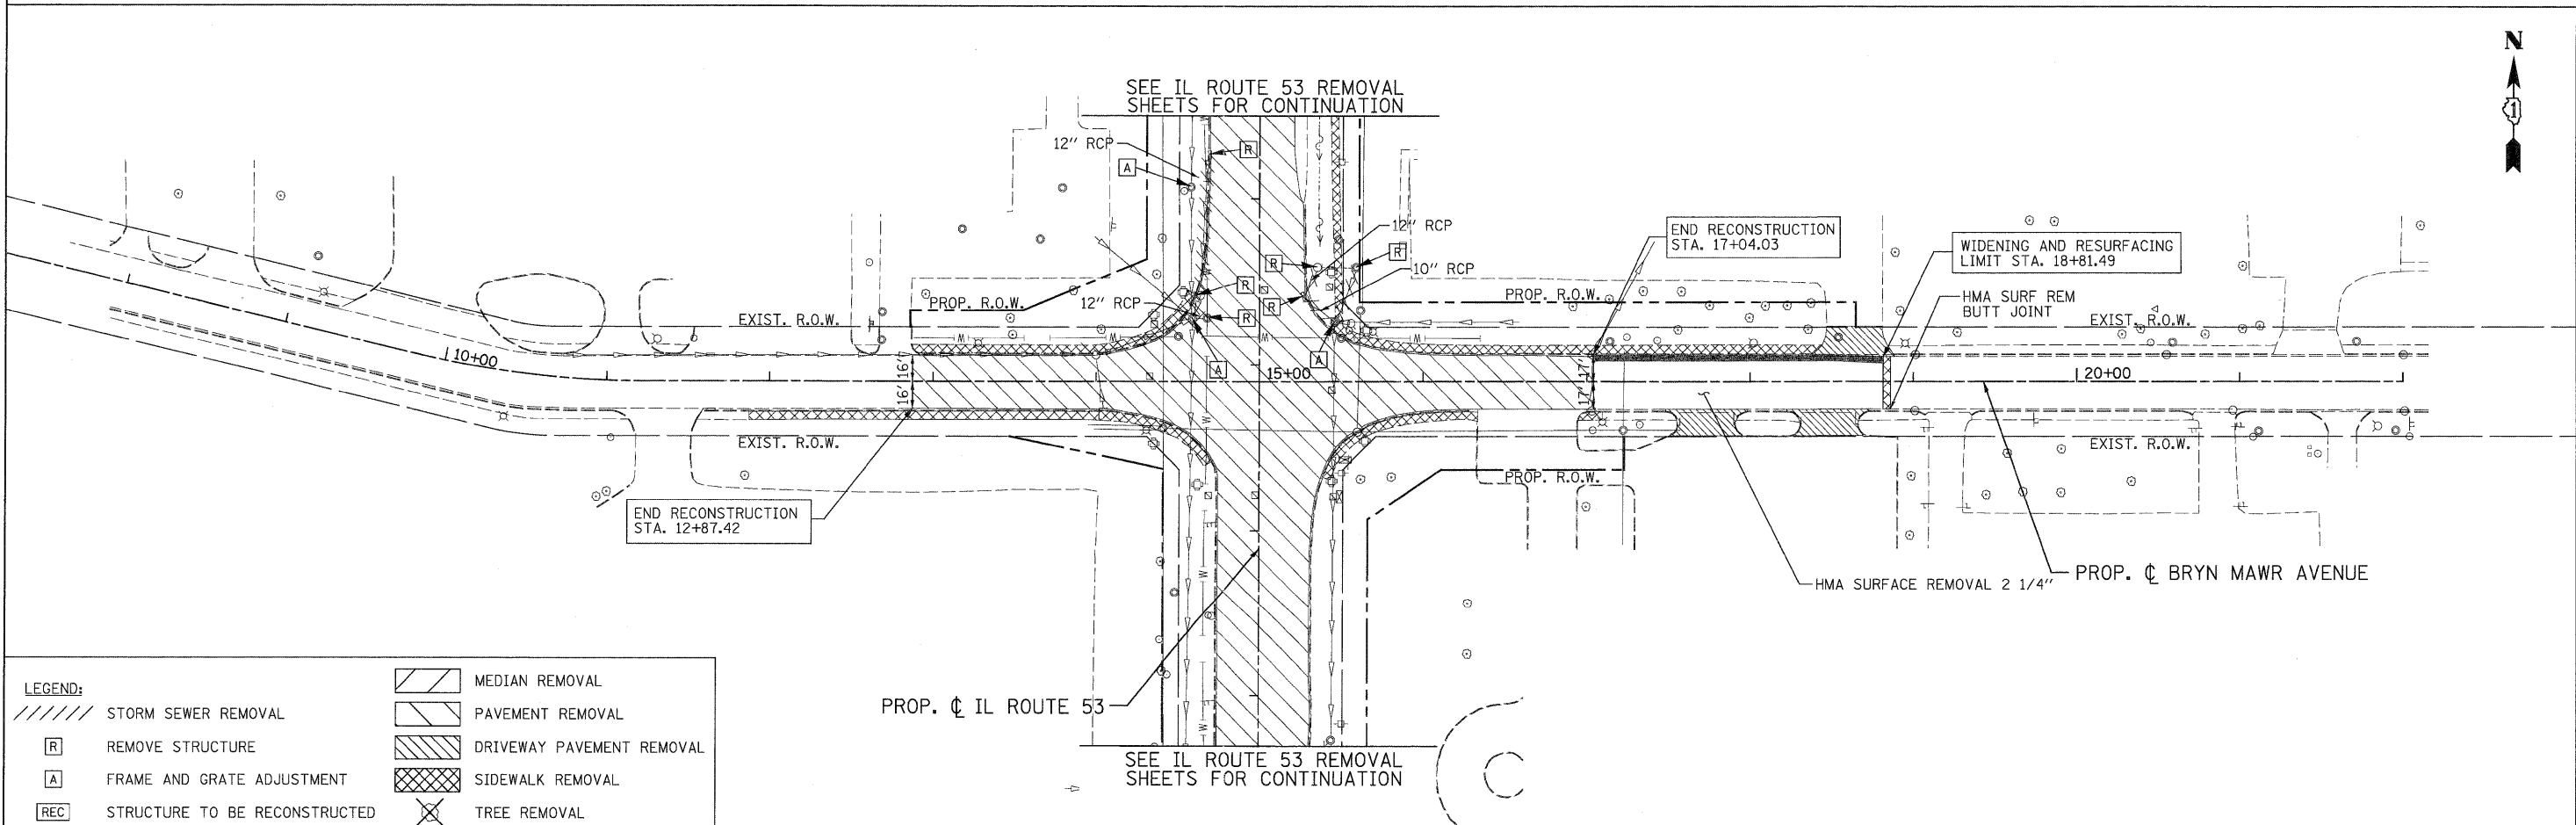 N
SEE IL ROUTE 53 REMOVAL
SHEETS FOR CONTINUATION
12" RCP
R
A
12" RCP
R
R
10" RCP
END RECONSTRUCTION
STA. 17+04.03
WIDENING AND RESURFACING
LIMIT STA. 18+81.49
R
R
PROP. R.O.W.
12" RCP
R
PROP. R.O.W.
HMA SURF REM
BUTT JOINT
EXIST. R.O.W.
EXIST. R.O.W.
W
W
W
10+00
16' 16'
A
A
15+00
17' 17'
20+00
EXIST. R.O.W.
EXIST. R.O.W.
PROP. R.O.W.
END RECONSTRUCTION
STA. 12+87.42
HMA SURFACE REMOVAL 2 1/4"
PROP. ℄ BRYN MAWR AVENUE
PROP. ℄ IL ROUTE 53
SEE IL ROUTE 53 REMOVAL
SHEETS FOR CONTINUATION
LEGEND:
STORM SEWER REMOVAL
R REMOVE STRUCTURE
A FRAME AND GRATE ADJUSTMENT
REC STRUCTURE TO BE RECONSTRUCTED
MEDIAN REMOVAL
PAVEMENT REMOVAL
DRIVEWAY PAVEMENT REMOVAL
SIDEWALK REMOVAL
TREE REMOVAL